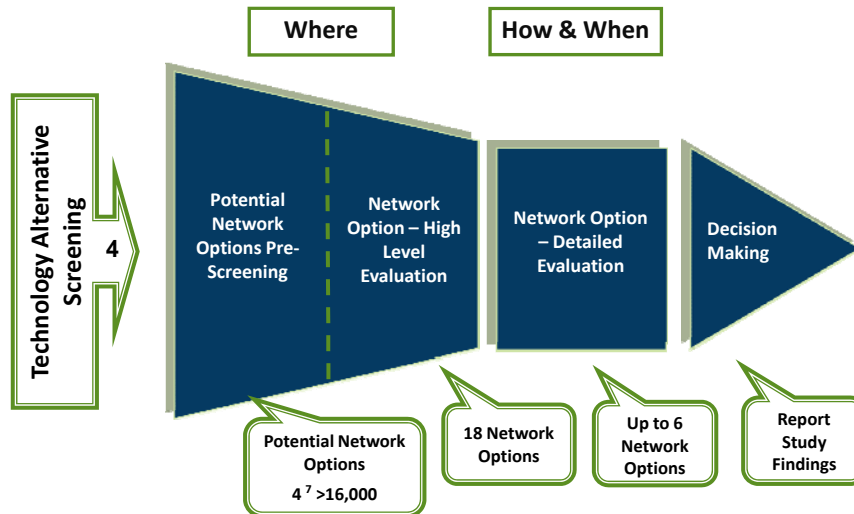 Where
How & When
Technology Alternative
Screening
4
Potential
Network
Options Pre-
Screening
Network
Option – High
Level
Evaluation
Network Option
– Detailed
Evaluation
Decision
Making
Potential Network
Options
4 ⁷ >16,000
18 Network
Options
Up to 6
Network
Options
Report
Study
Findings